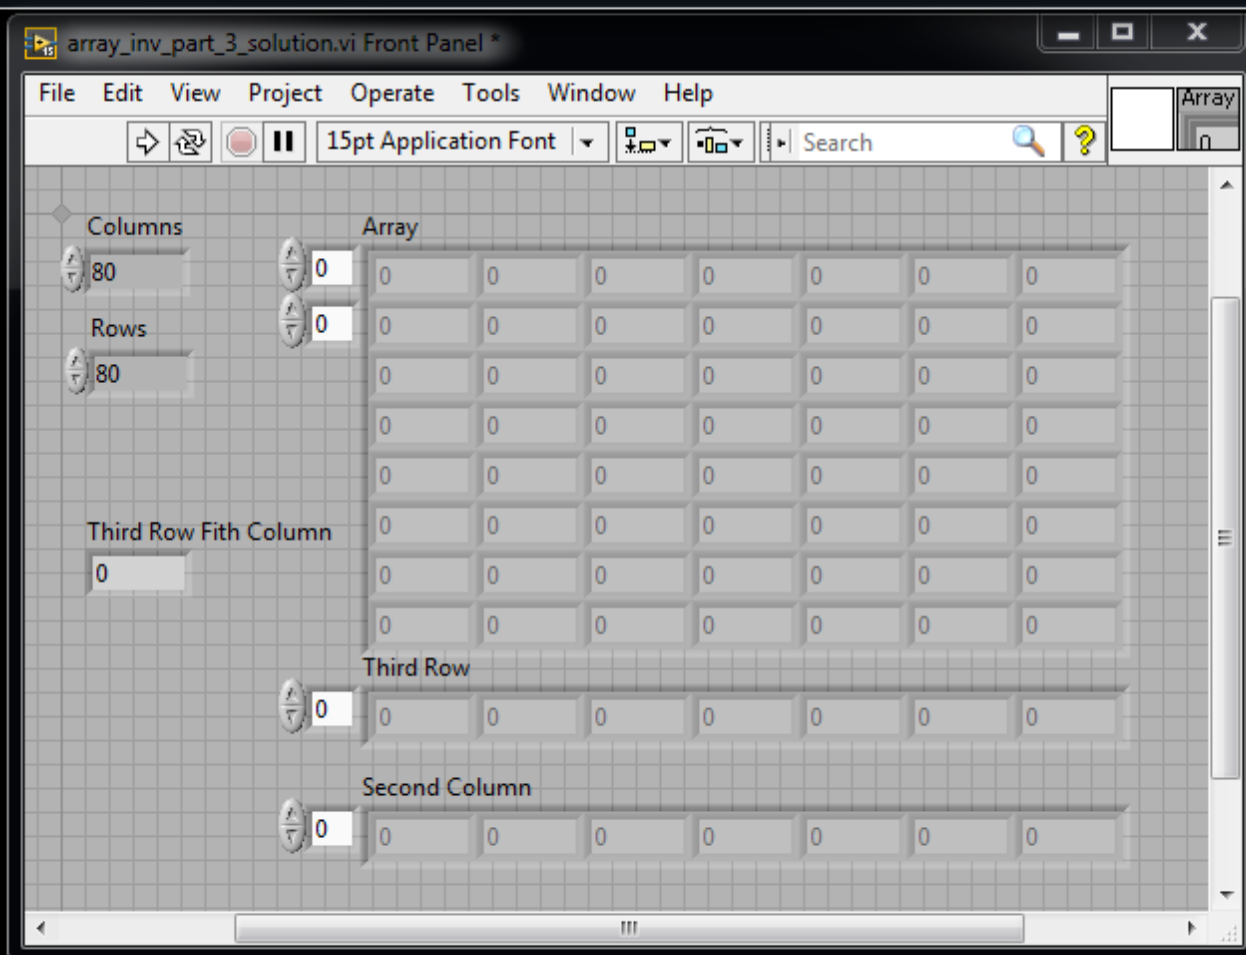 array_inv_part_3_solution.vi Front Panel *
File Edit View Project Operate Tools Window Help
15pt Application Font Search ? Array
0
Columns Array
80 0 0 0 0 0 0 0 0
Rows 0 0 0 0 0 0 0 0
80 0 0 0 0 0 0 0
0 0 0 0 0 0 0
0 0 0 0 0 0 0
Third Row Fith Column 0 0 0 0 0 0 0
0 0 0 0 0 0 0 0
0 0 0 0 0 0 0
Third Row
0 0 0 0 0 0 0 0
Second Column
0 0 0 0 0 0 0 0